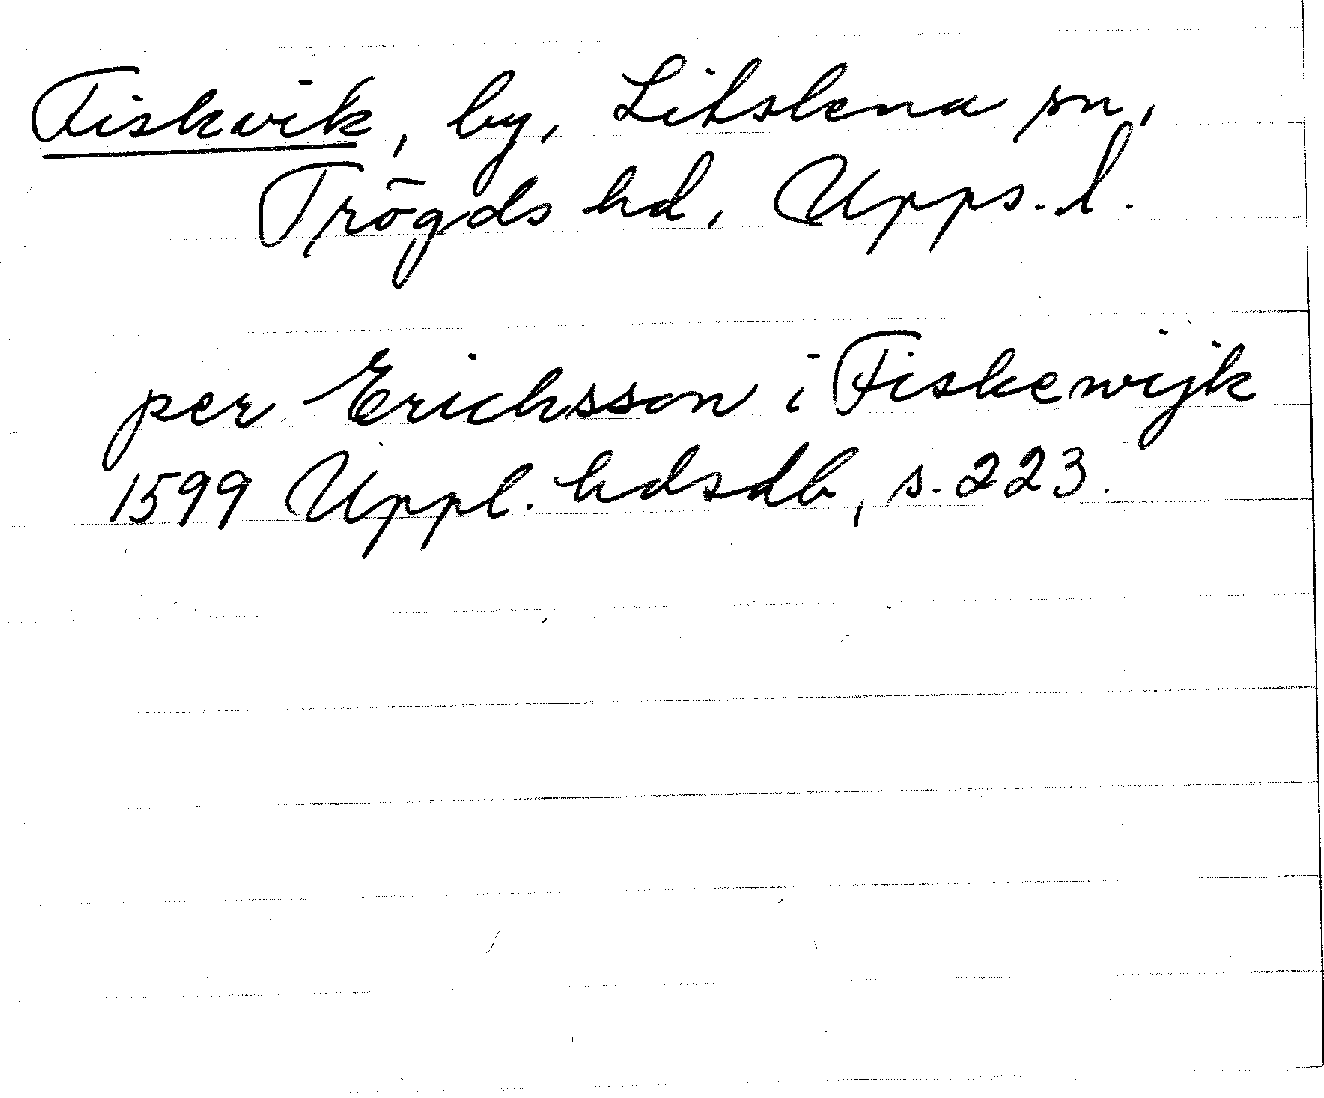 Fiskvik, by, Litslena sn,
Trögds hd, Upps. l.
per Erichsson i Fiskewijk
1599 Uppl. hdsdb, s. 223.